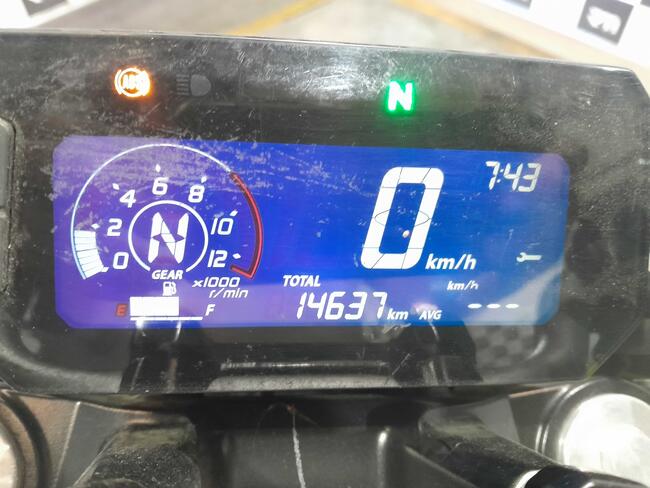 ABS
N
7:43
6
4 8
2 10
N
0 12
GEAR
x1000
r/min
0 km/h
TOTAL
km/h
14637 km AVG ---
E F